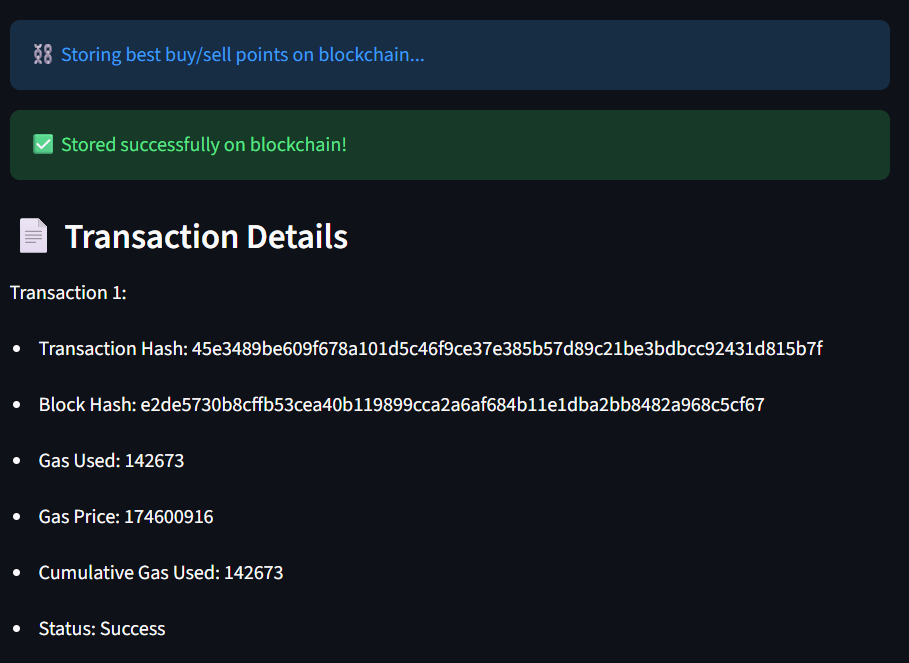 Storing best buy/sell points on blockchain...
Stored successfully on blockchain!
Transaction Details
Transaction 1:
Transaction Hash: 45e3489be609f678a101d5c46f9ce37e385b57d89c21be3bdbcc92431d815b7f
Block Hash: e2de5730b8cffb53cea40b119899cca2a6af684b11e1dba2bb8482a968c5cf67
Gas Used: 142673
Gas Price: 174600916
Cumulative Gas Used: 142673
Status: Success